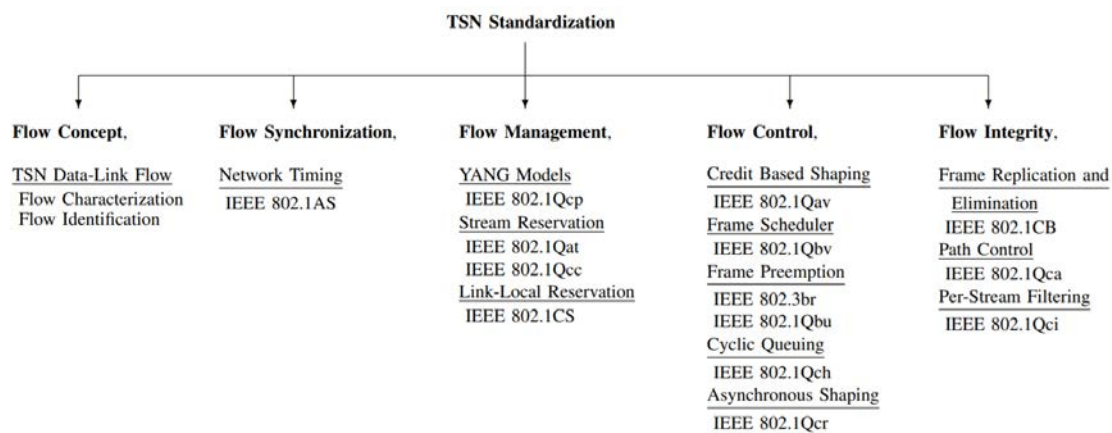 TSN Standardization
Flow Concept,
TSN Data-Link Flow
Flow Characterization
Flow Identification
Flow Synchronization,
Network Timing
IEEE 802.1AS
Flow Management,
YANG Models
IEEE 802.1Qcp
Stream Reservation
IEEE 802.1Qat
IEEE 802.1Qcc
Link-Local Reservation
IEEE 802.1CS
Flow Control,
Credit Based Shaping
IEEE 802.1Qav
Frame Scheduler
IEEE 802.1Qbv
Frame Preemption
IEEE 802.3br
IEEE 802.1Qbu
Cyclic Queuing
IEEE 802.1Qch
Asynchronous Shaping
IEEE 802.1Qcr
Flow Integrity,
Frame Replication and
Elimination
IEEE 802.1CB
Path Control
IEEE 802.1Qca
Per-Stream Filtering
IEEE 802.1Qci